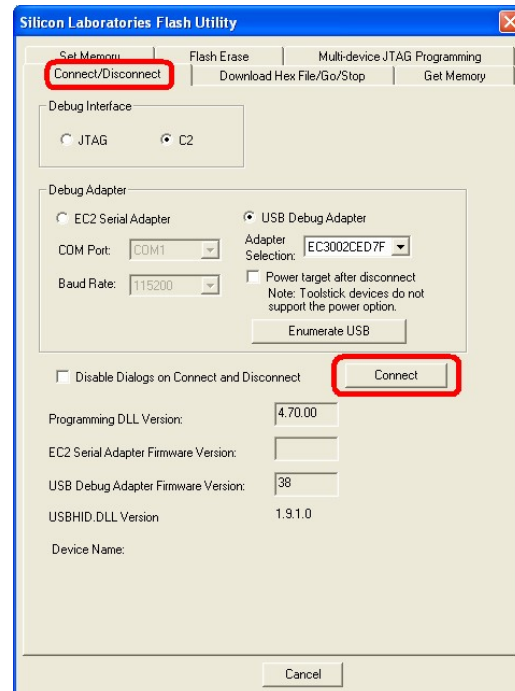 Silicon Laboratories Flash Utility
Set Memory Flash Erase Multi-device JTAG Programming
Connect/Disconnect Download Hex File/Go/Stop Get Memory
Debug Interface
JTAG C2
Debug Adapter
EC2 Serial Adapter USB Debug Adapter
COM Port: COM1 Adapter Selection: EC3002CED7F
Baud Rate: 115200 Power target after disconnect
Note: Toolstick devices do not
support the power option.
Enumerate USB
Disable Dialogs on Connect and Disconnect Connect
Programming DLL Version: 4.70.00
EC2 Serial Adapter Firmware Version:
USB Debug Adapter Firmware Version: 38
USBHID.DLL Version 1.9.1.0
Device Name:
Cancel